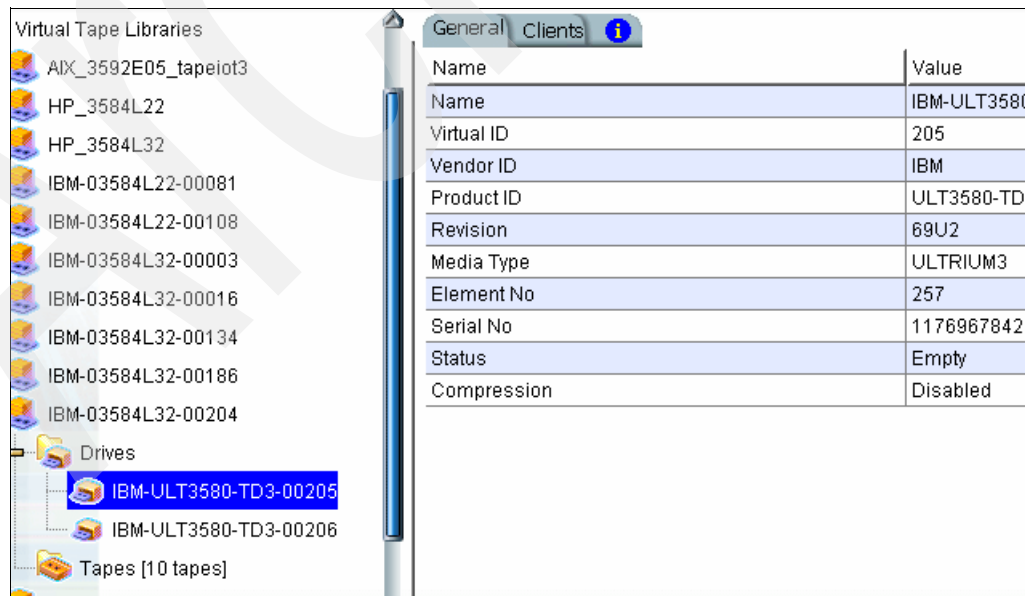 Virtual Tape Libraries
AIX_3592E05_tapeiot3
HP_3584L22
HP_3584L32
IBM-03584L22-00081
IBM-03584L22-00108
IBM-03584L32-00003
IBM-03584L32-00016
IBM-03584L32-00134
IBM-03584L32-00186
IBM-03584L32-00204
Drives
IBM-ULT3580-TD3-00205
IBM-ULT3580-TD3-00206
Tapes [10 tapes]
General Clients i
Name Value
Name IBM-ULT3580
Virtual ID 205
Vendor ID IBM
Product ID ULT3580-TD
Revision 69U2
Media Type ULTRIUM3
Element No 257
Serial No 1176967842
Status Empty
Compression Disabled